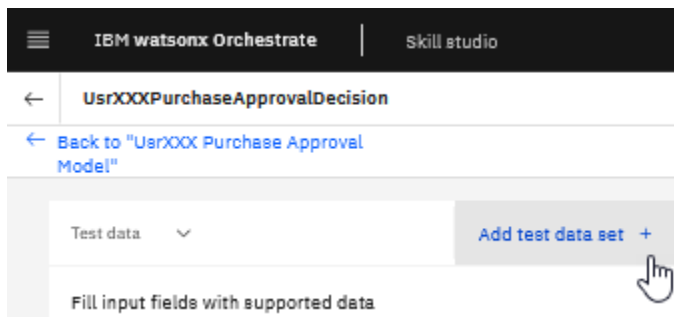 IBM watsonx Orchestrate Skill studio
UsrXXXPurchaseApprovalDecision
Back to "UsrXXX Purchase Approval
Model"
Test data Add test data set +
Fill input fields with supported data